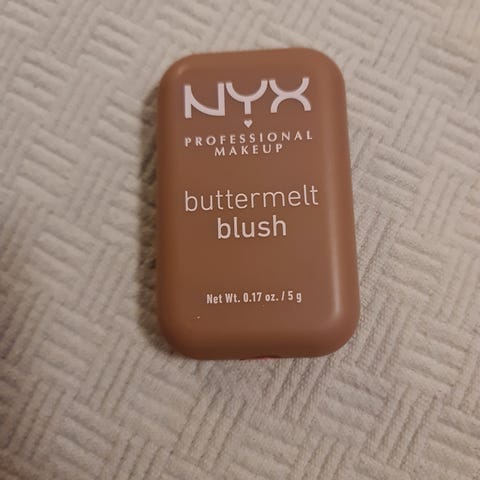 NYX
PROFESSIONAL
MAKEUP
buttermelt
blush
Net Wt. 0.17 oz. / 5 g